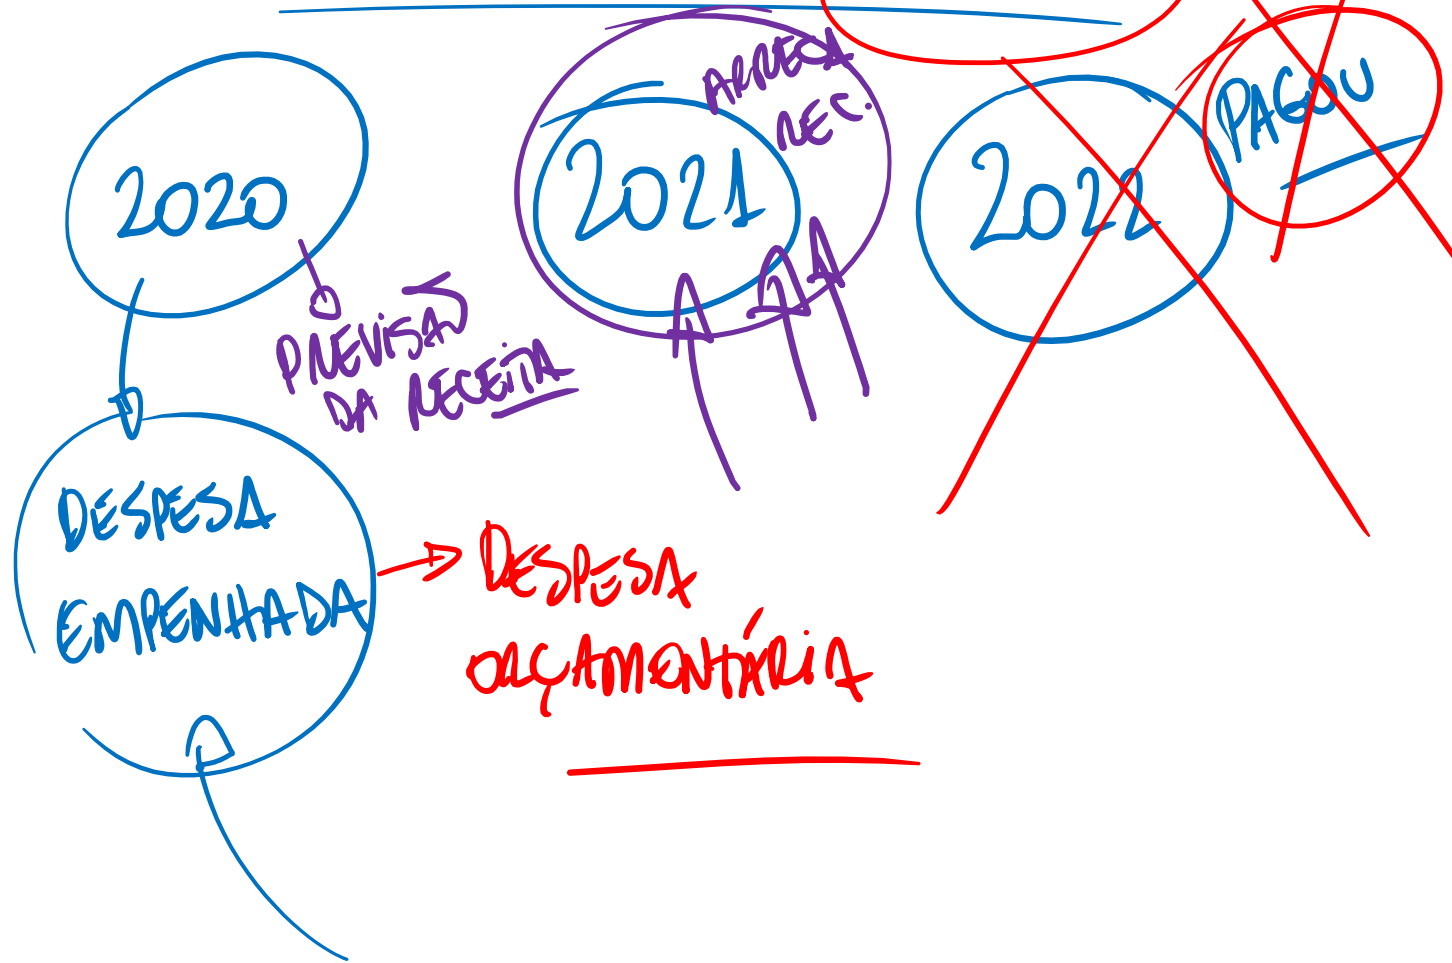 2020
PREVISÃO
DA RECEITA
2021
ARRECA
REC.
2022
PAGOU
DESPESA
EMPENHADA
DESPESA
ORÇAMENTÁRIA